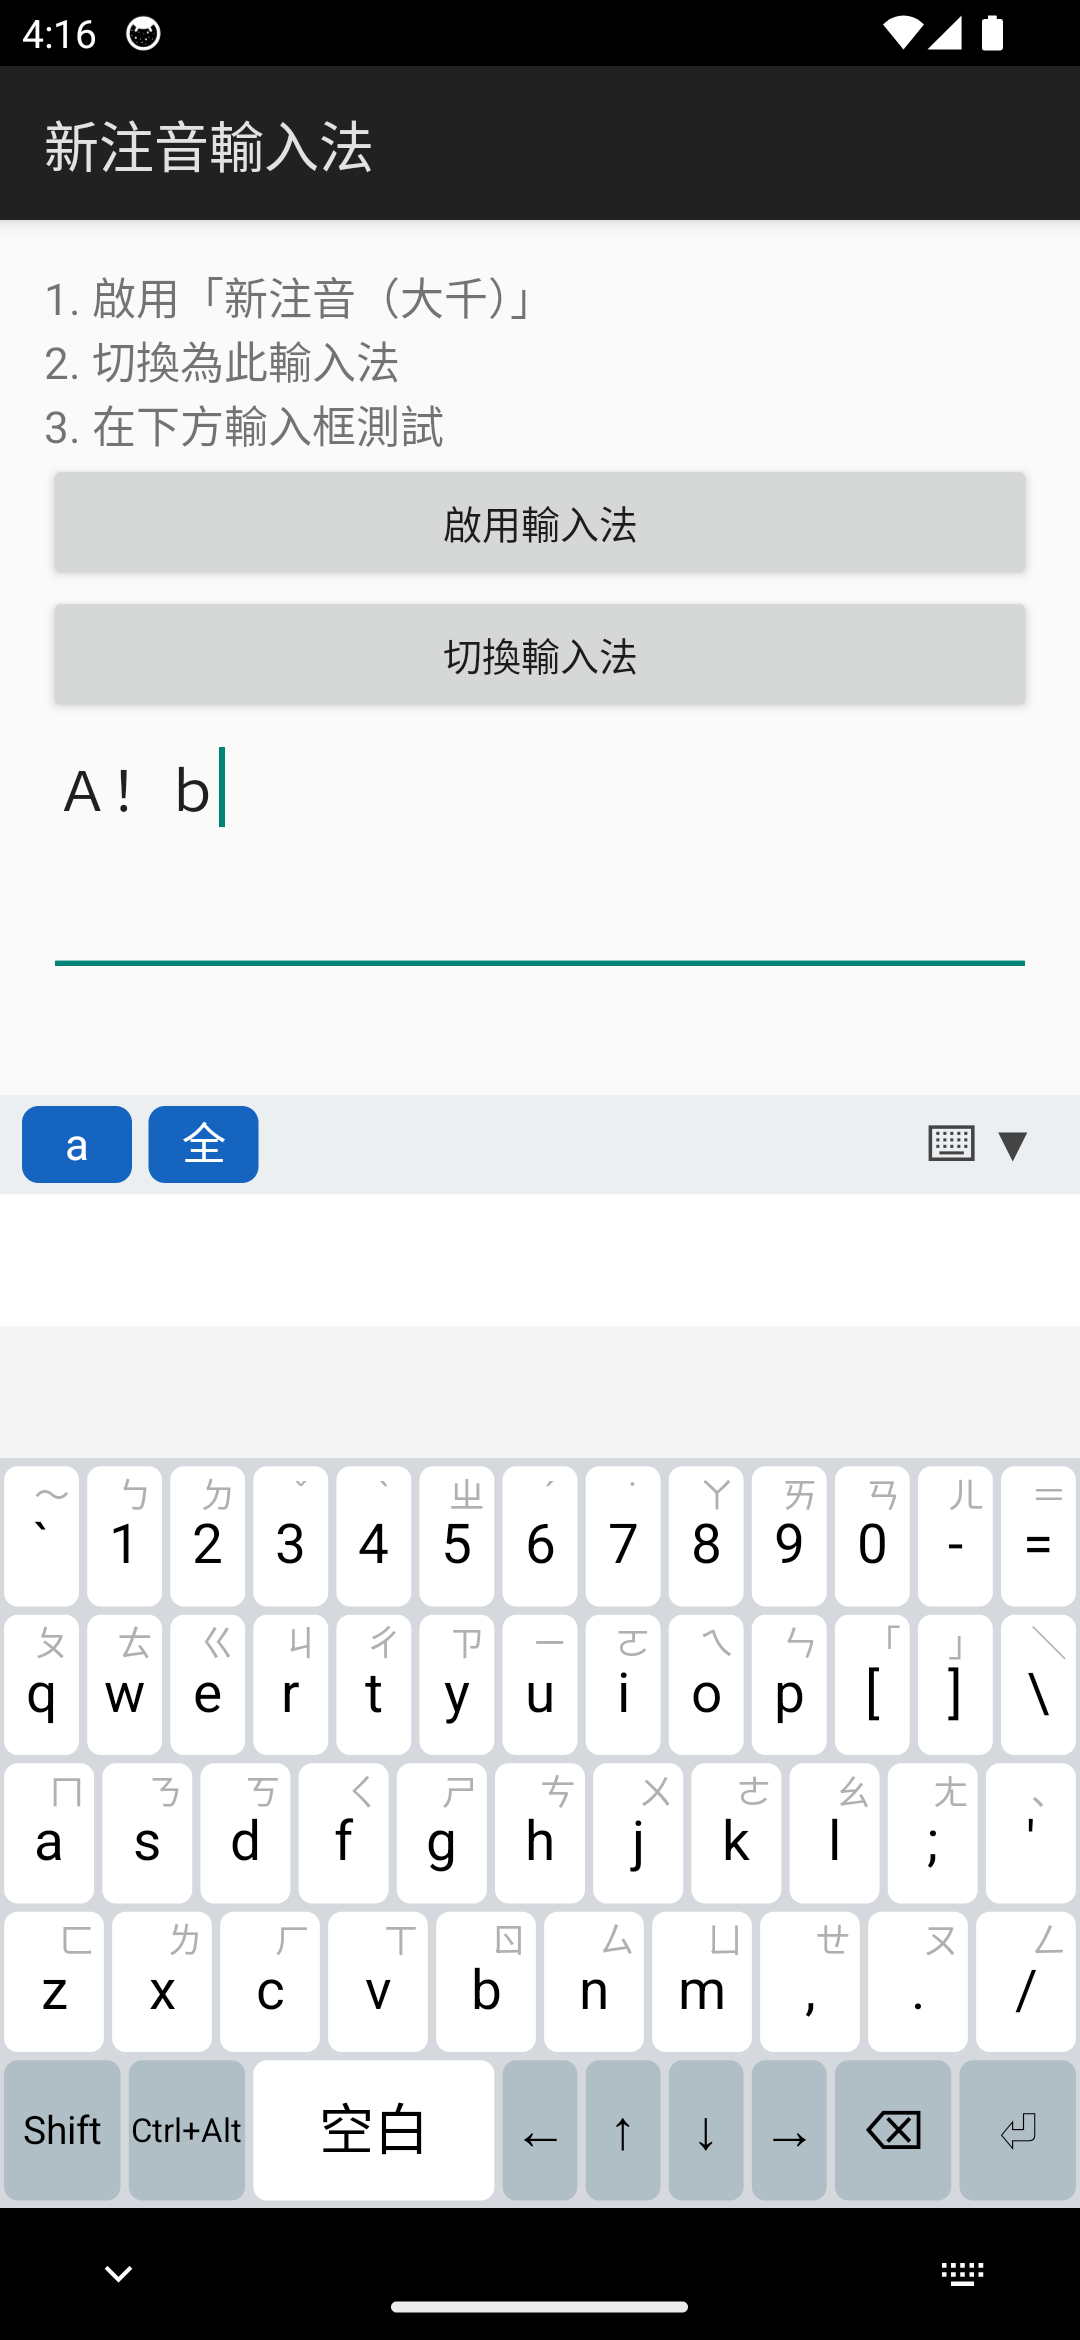 4:16
新注音輸入法
1. 啟用「新注音（大千）」
2. 切換為此輸入法
3. 在下方輸入框測試
啟用輸入法
切換輸入法
Ａ！ｂ
a 全 ▼
～ ㄅ ㄉ ˇ ˋ ㄓ ˊ ˙ ㄚ ㄞ ㄢ ㄦ ＝
` 1 2 3 4 5 6 7 8 9 0 - =
ㄆ ㄊ ㄍ ㄐ ㄔ ㄗ ㄧ ㄛ ㄟ ㄣ 「 」 ＼
q w e r t y u i o p [ ] \
ㄇ ㄋ ㄎ ㄑ ㄕ ㄘ ㄨ ㄜ ㄠ ㄤ 、
a s d f g h j k l ; '
ㄈ ㄌ ㄏ ㄒ ㄖ ㄙ ㄩ ㄝ ㄡ ㄥ
z x c v b n m , . /
Shift Ctrl+Alt 空白 ← ↑ ↓ → ⌫ ⏎